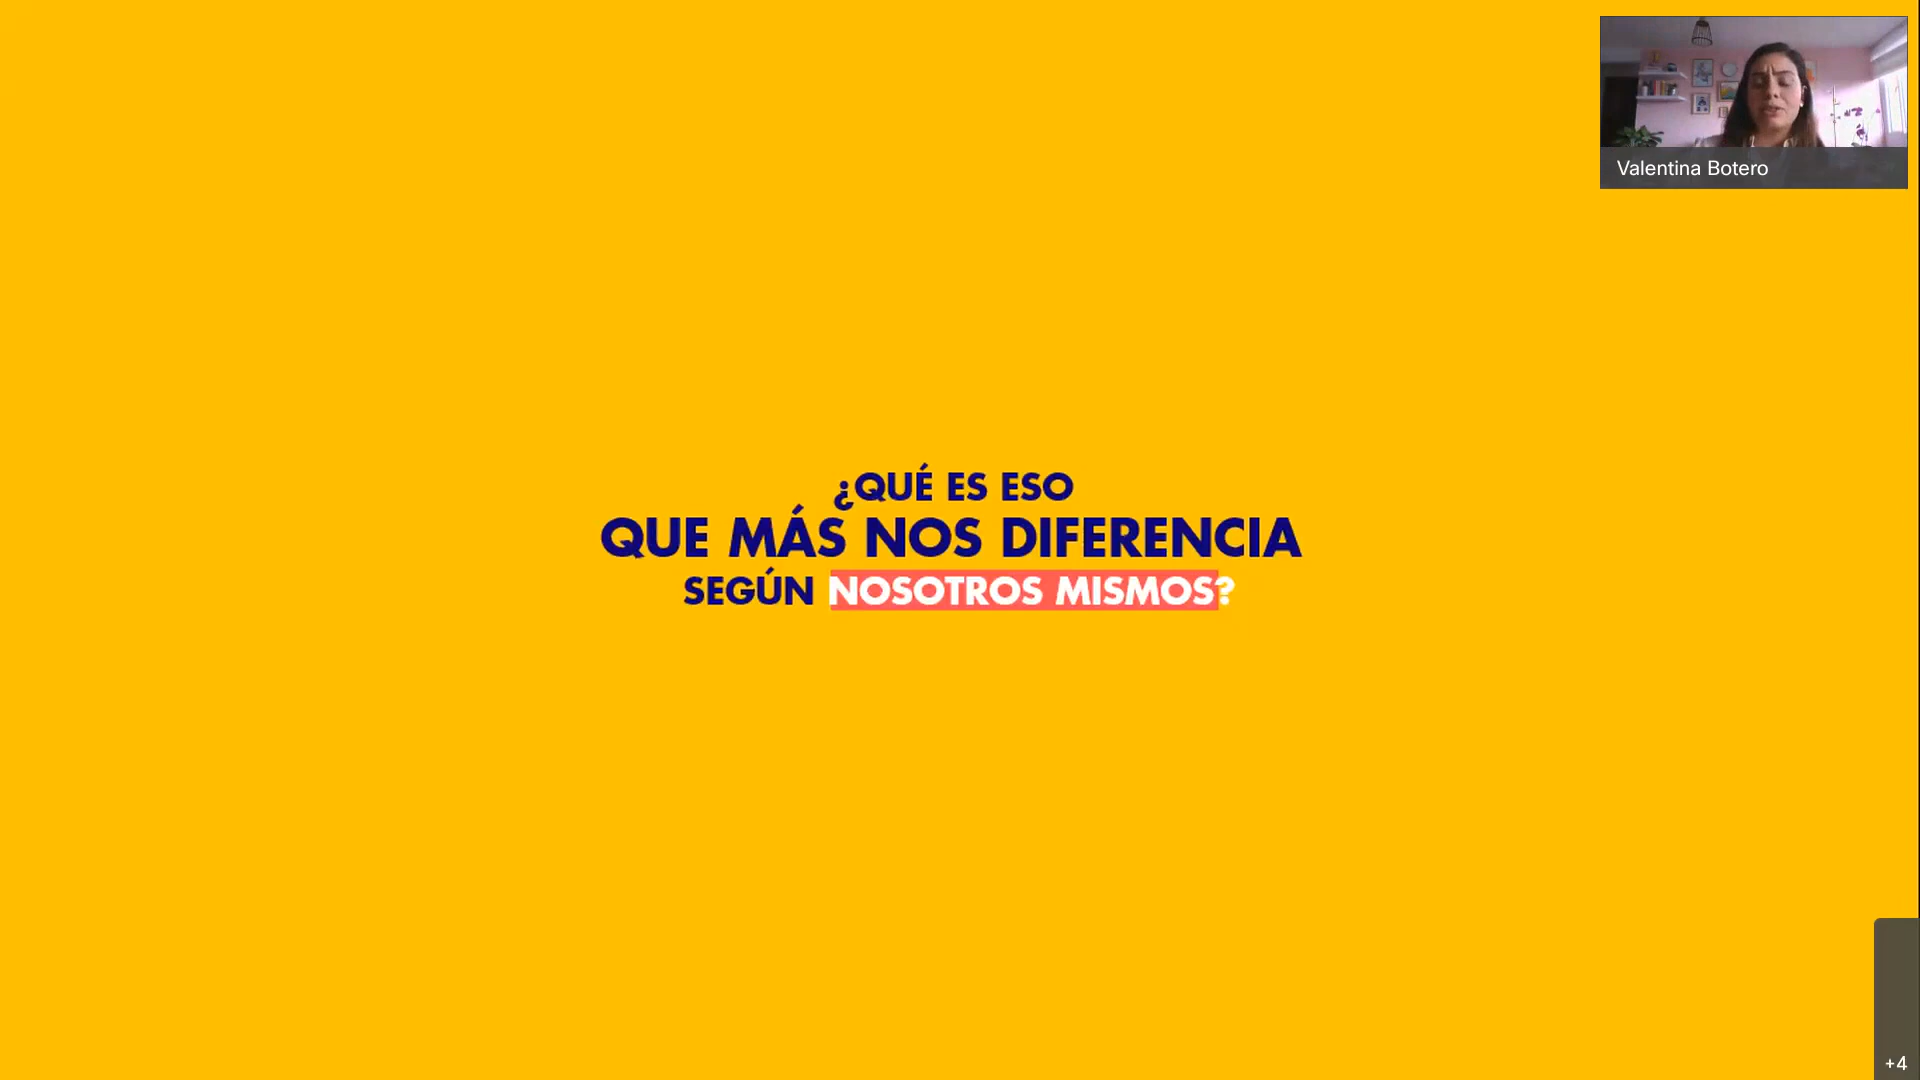 Valentina Botero
¿QUÉ ES ESO
QUE MÁS NOS DIFERENCIA
SEGÚN NOSOTROS MISMOS?
+4